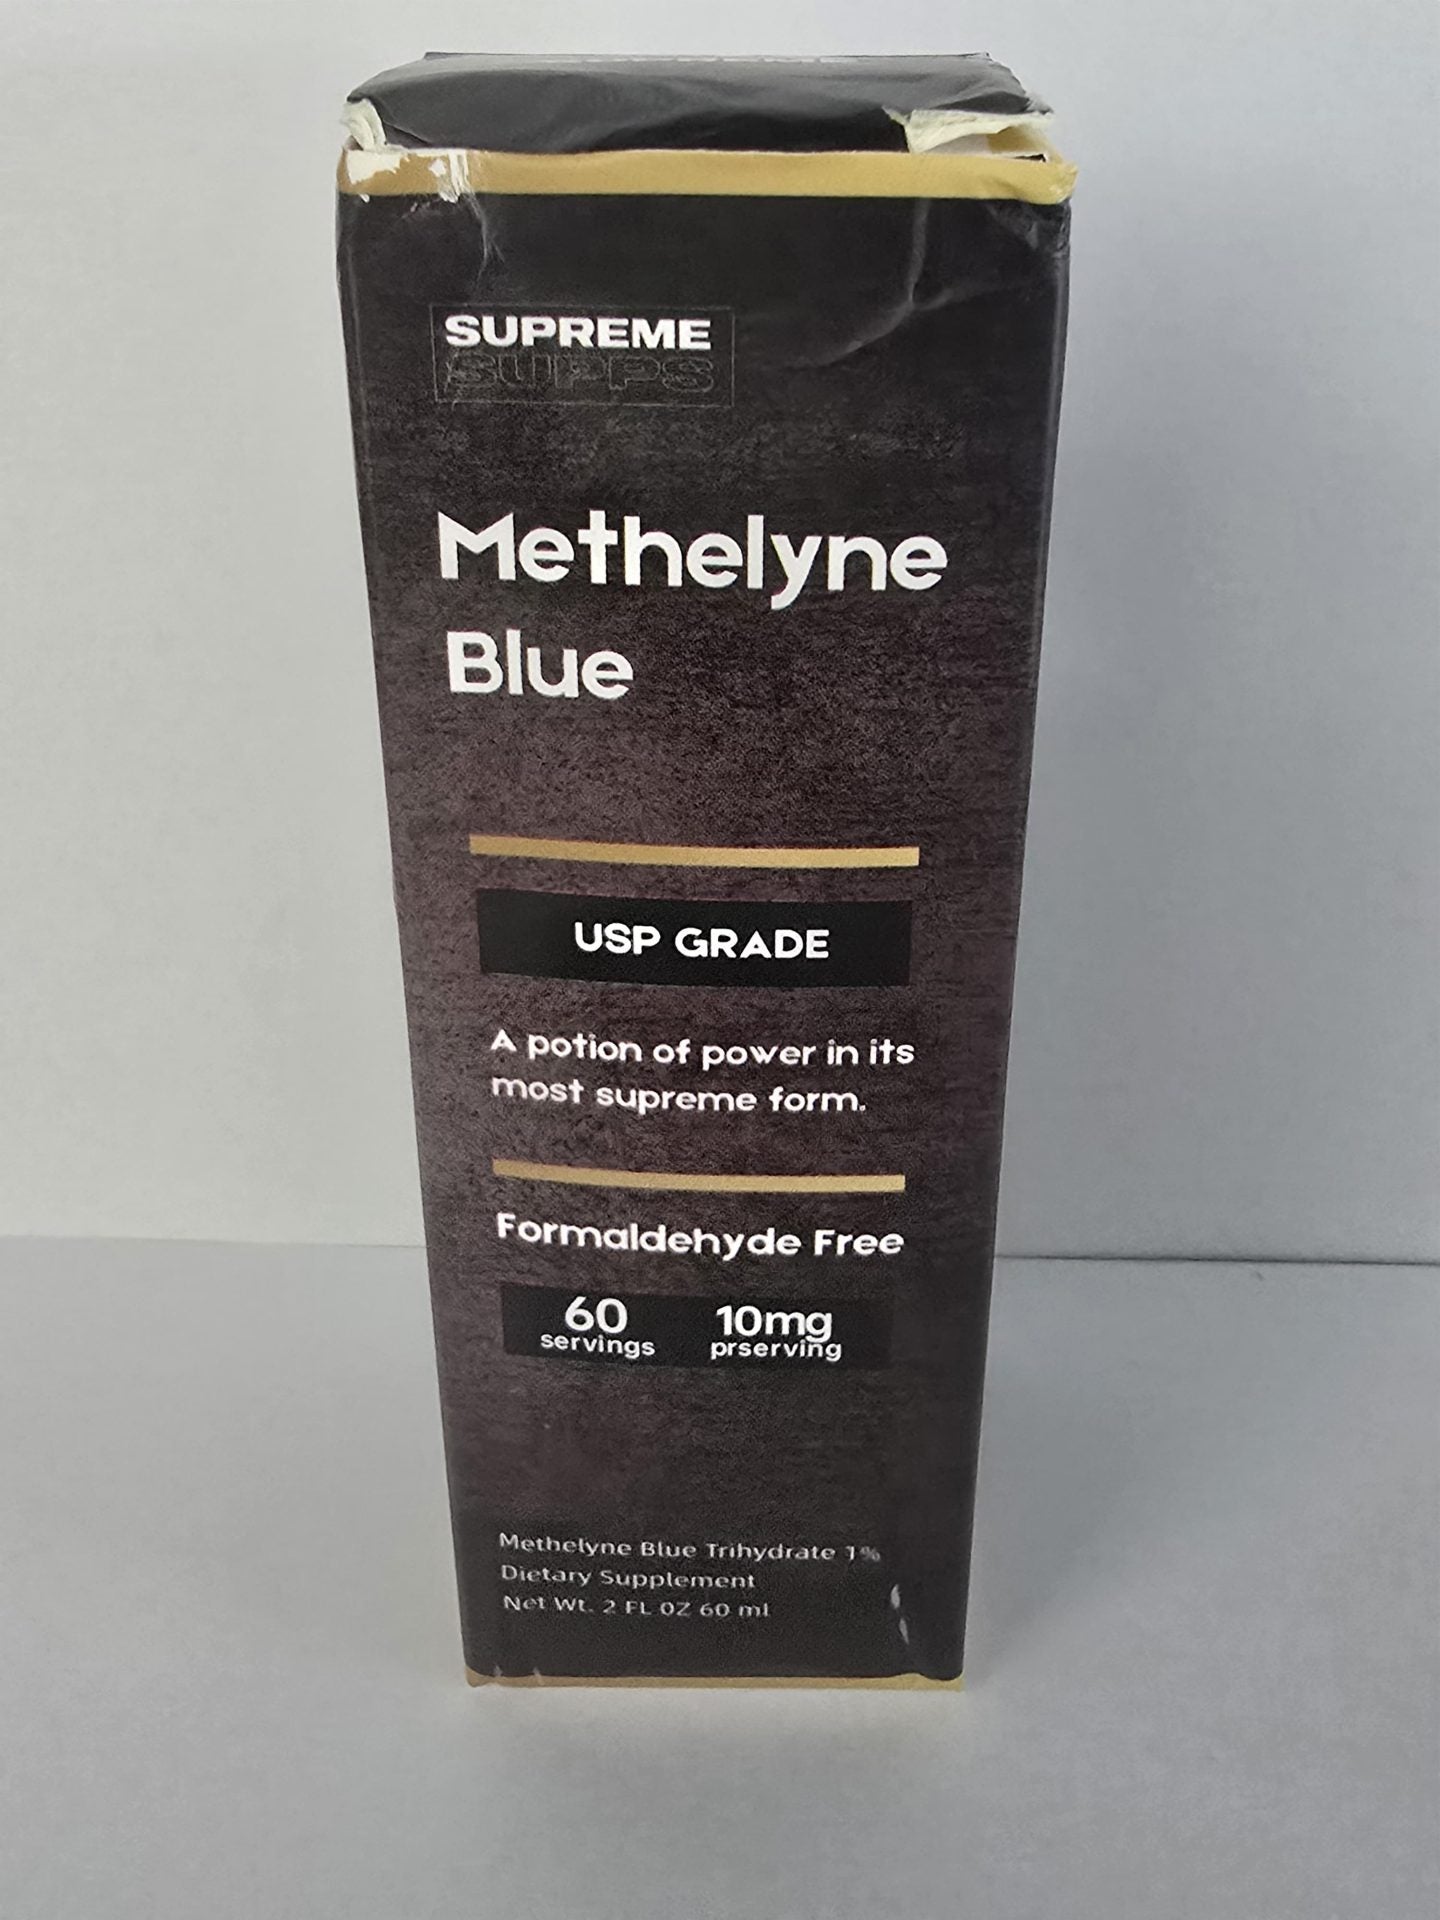 SUPREME
SUPPS
Methelyne
Blue
USP GRADE
A potion of power in its
most supreme form.
Formaldehyde Free
60 10mg
servings prserving
Methelyne Blue Trihydrate 1%
Dietary Supplement
Net Wt. 2 FL OZ 60 ml